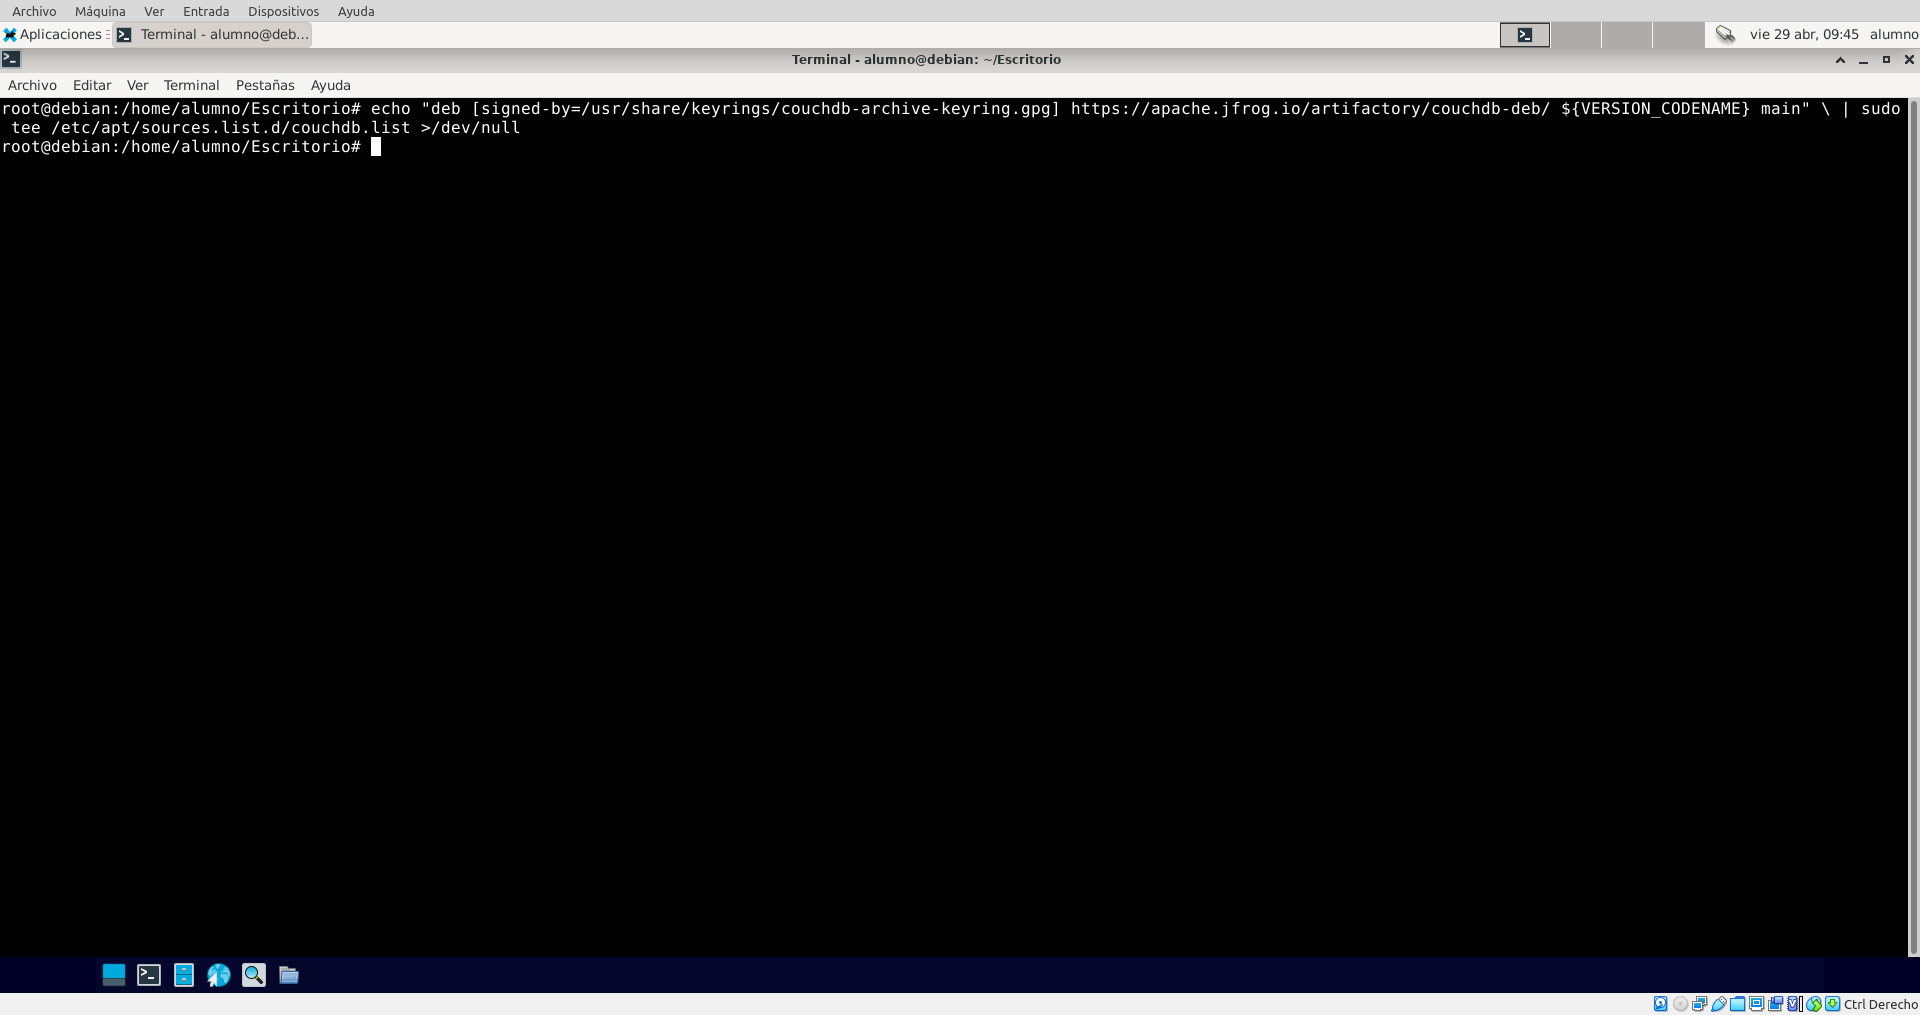 Archivo Máquina Ver Entrada Dispositivos Ayuda
Aplicaciones Terminal - alumno@deb... vie 29 abr, 09:45 alumno
Terminal - alumno@debian: ~/Escritorio
Archivo Editar Ver Terminal Pestañas Ayuda
root@debian:/home/alumno/Escritorio# echo "deb [signed-by=/usr/share/keyrings/couchdb-archive-keyring.gpg] https://apache.jfrog.io/artifactory/couchdb-deb/ ${VERSION_CODENAME} main" \ | sudo
tee /etc/apt/sources.list.d/couchdb.list >/dev/null
root@debian:/home/alumno/Escritorio#
Ctrl Derecho